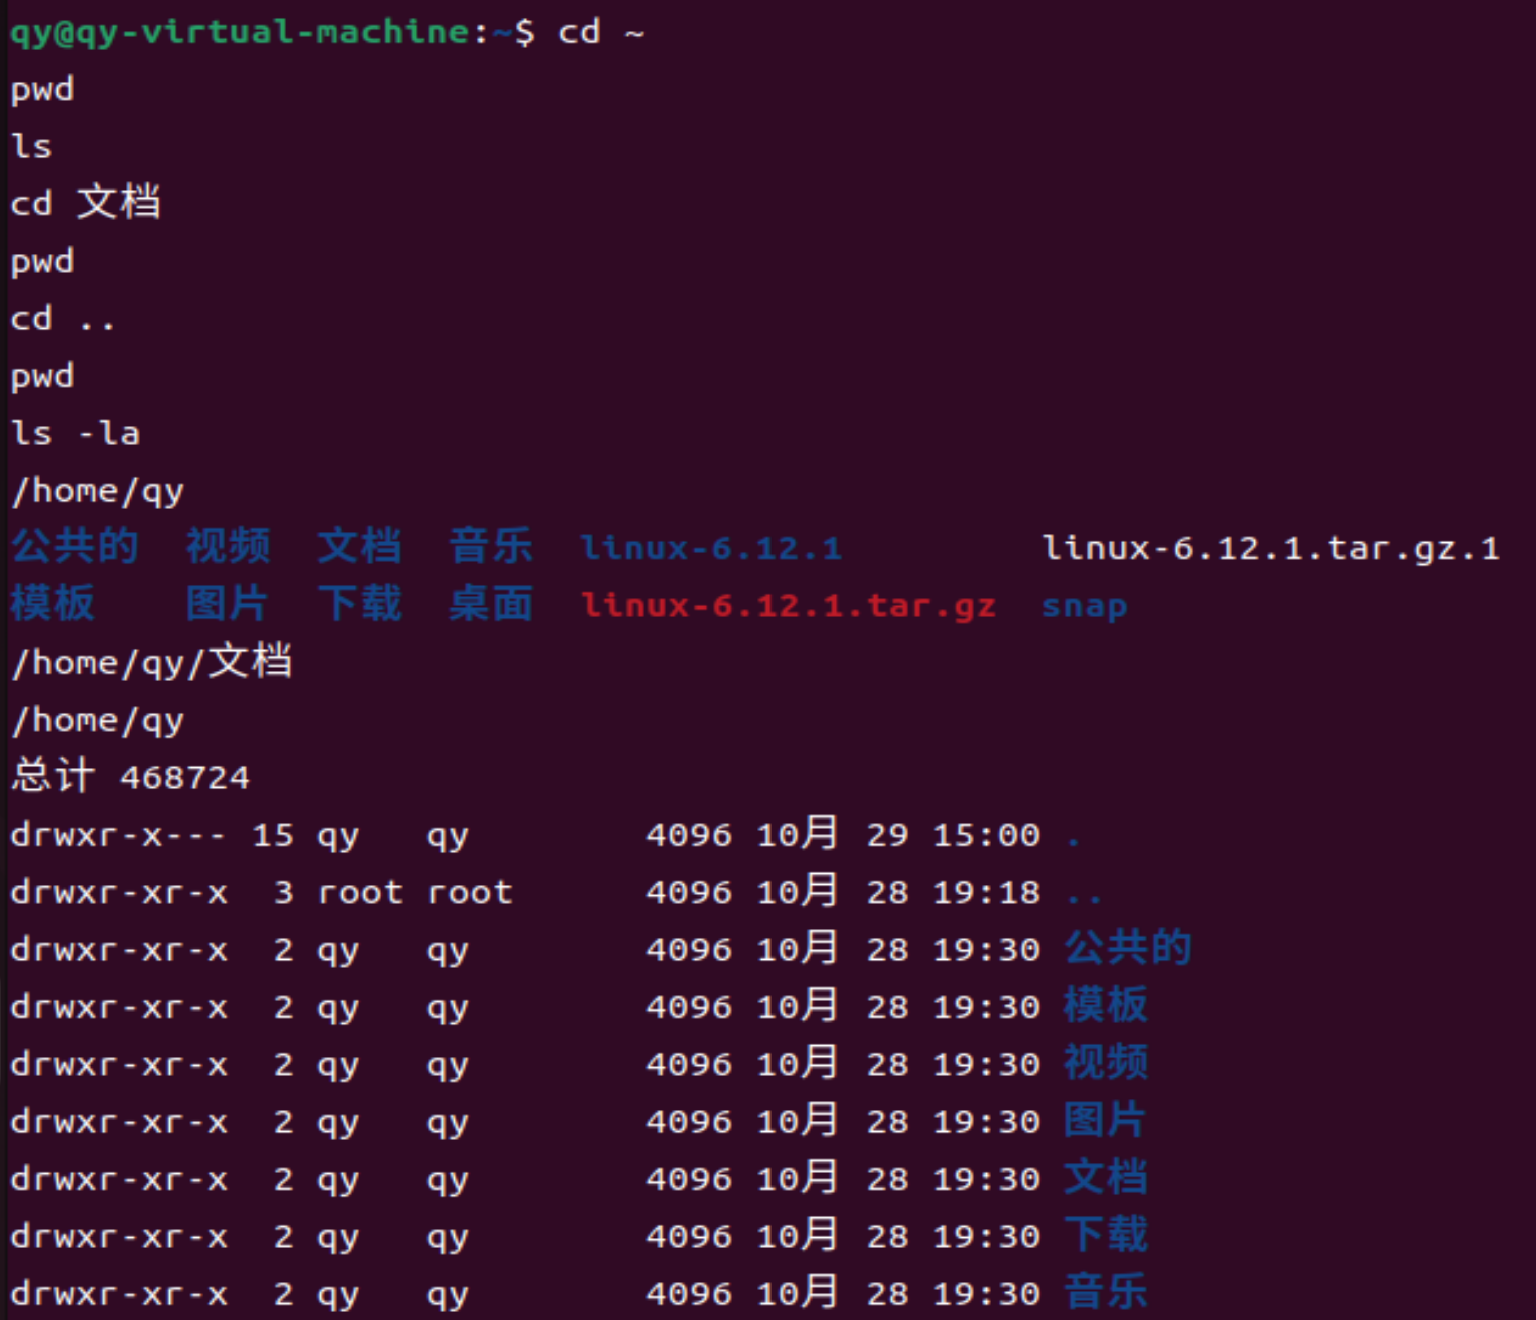 qy@qy-virtual-machine:~$ cd ~
pwd
ls
cd 文档
pwd
cd ..
pwd
ls -la
/home/qy
公共的  视频  文档  音乐  linux-6.12.1         linux-6.12.1.tar.gz.1
模板    图片  下载  桌面  linux-6.12.1.tar.gz  snap
/home/qy/文档
/home/qy
总计 468724
drwxr-x--- 15 qy   qy        4096 10月 29 15:00 .
drwxr-xr-x  3 root root      4096 10月 28 19:18 ..
drwxr-xr-x  2 qy   qy        4096 10月 28 19:30 公共的
drwxr-xr-x  2 qy   qy        4096 10月 28 19:30 模板
drwxr-xr-x  2 qy   qy        4096 10月 28 19:30 视频
drwxr-xr-x  2 qy   qy        4096 10月 28 19:30 图片
drwxr-xr-x  2 qy   qy        4096 10月 28 19:30 文档
drwxr-xr-x  2 qy   qy        4096 10月 28 19:30 下载
drwxr-xr-x  2 qy   qy        4096 10月 28 19:30 音乐